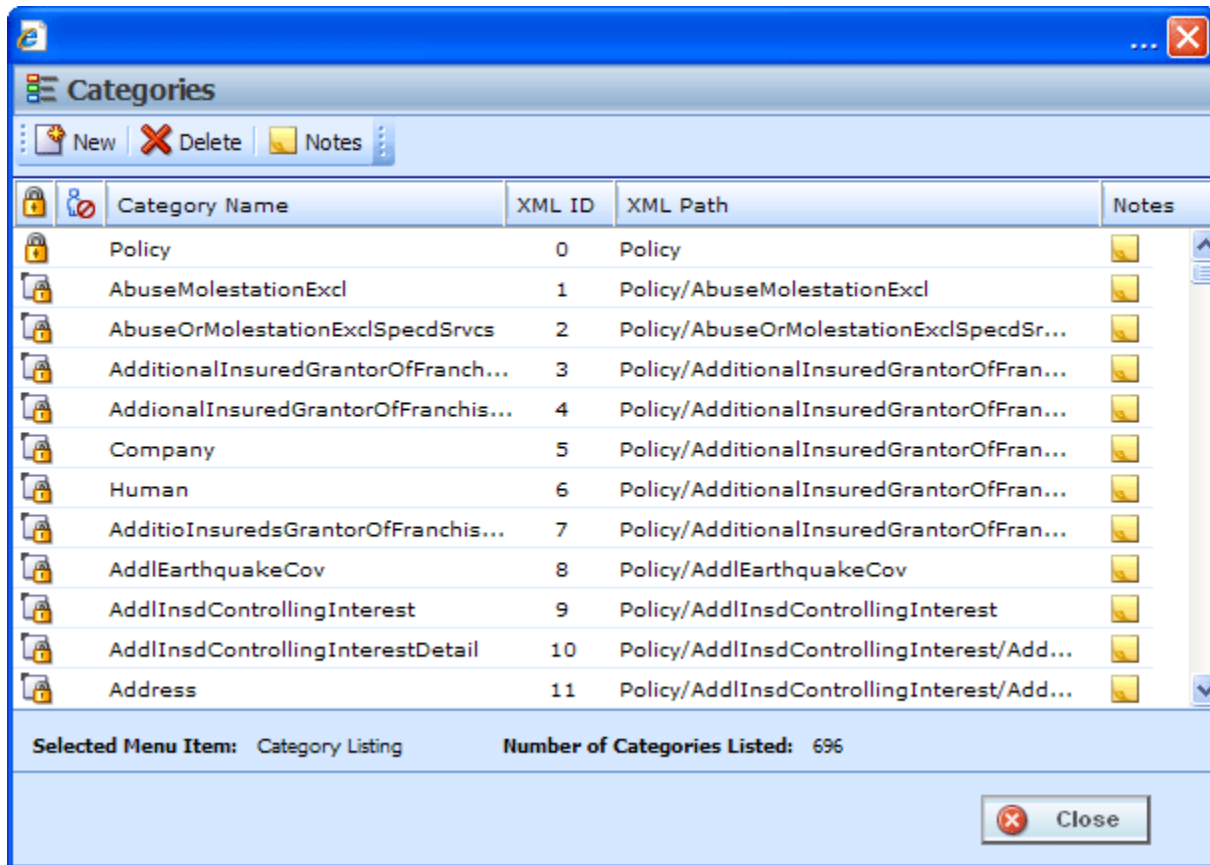 ...
Categories
New Delete Notes
Category Name XML ID XML Path Notes
Policy 0 Policy
AbuseMolestationExcl 1 Policy/AbuseMolestationExcl
AbuseOrMolestationExclSpecdSrvcs 2 Policy/AbuseOrMolestationExclSpecdSr...
AdditionalInsuredGrantorOfFranch... 3 Policy/AdditionalInsuredGrantorOfFran...
AddionalInsuredGrantorOfFranchis... 4 Policy/AdditionalInsuredGrantorOfFran...
Company 5 Policy/AdditionalInsuredGrantorOfFran...
Human 6 Policy/AdditionalInsuredGrantorOfFran...
AdditioInsuredsGrantorOfFranchis... 7 Policy/AdditionalInsuredGrantorOfFran...
AddlEarthquakeCov 8 Policy/AddlEarthquakeCov
AddlInsdControllingInterest 9 Policy/AddlInsdControllingInterest
AddlInsdControllingInterestDetail 10 Policy/AddlInsdControllingInterest/Add...
Address 11 Policy/AddlInsdControllingInterest/Add...
Selected Menu Item: Category Listing Number of Categories Listed: 696
Close